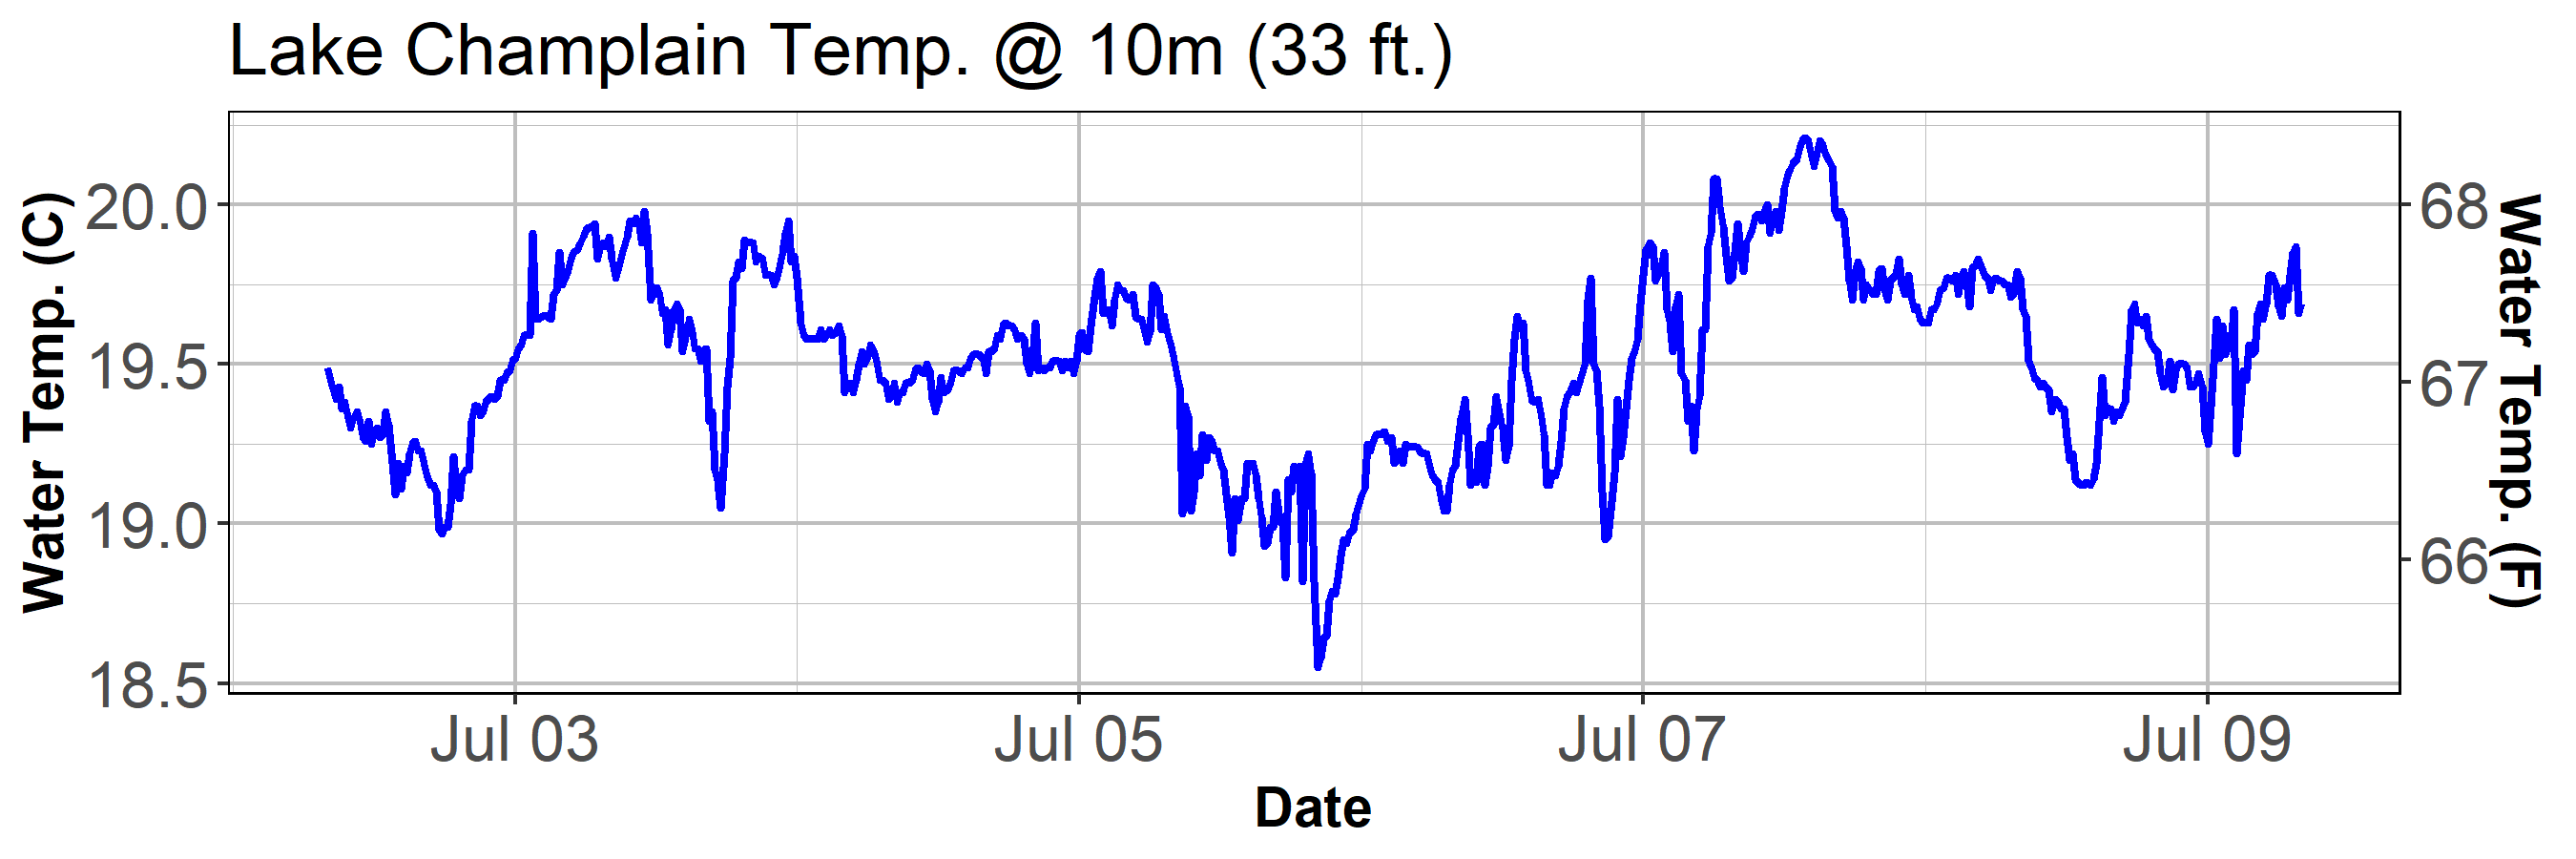 Lake Champlain Temp. @ 10m (33 ft.)
Water Temp. (C)
20.0
19.5
19.0
18.5
68
67
66
Water Temp. (F)
Jul 03
Jul 05
Jul 07
Jul 09
Date